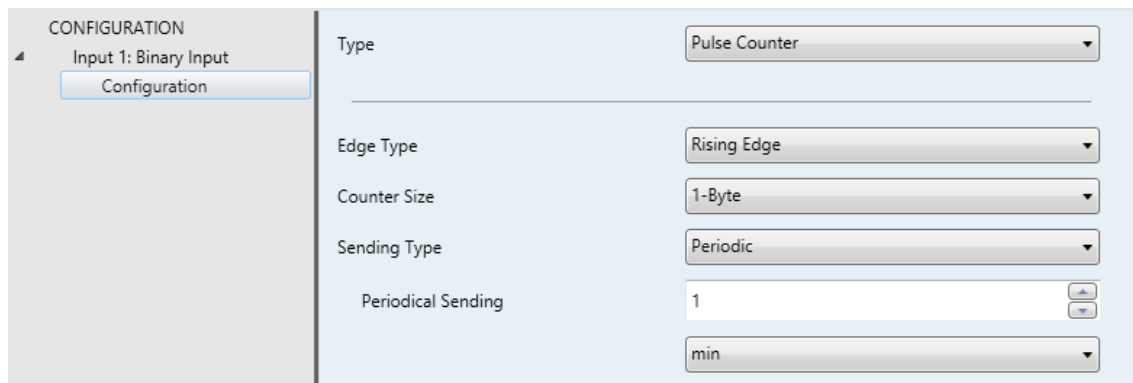 CONFIGURATION
Input 1: Binary Input
Configuration
Type
Pulse Counter
Edge Type
Rising Edge
Counter Size
1-Byte
Sending Type
Periodic
Periodical Sending
1
min